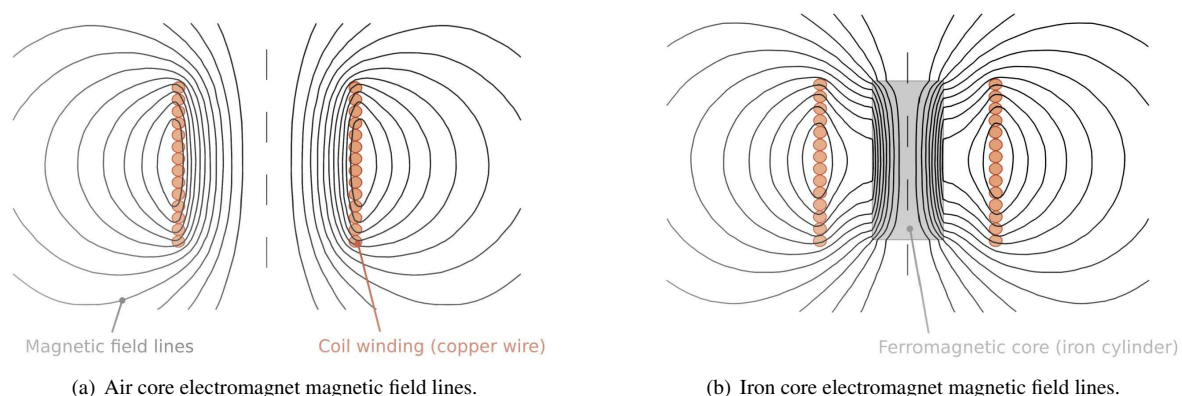 Magnetic field lines
Coil winding (copper wire)
Ferromagnetic core (iron cylinder)
(a) Air core electromagnet magnetic field lines.
(b) Iron core electromagnet magnetic field lines.